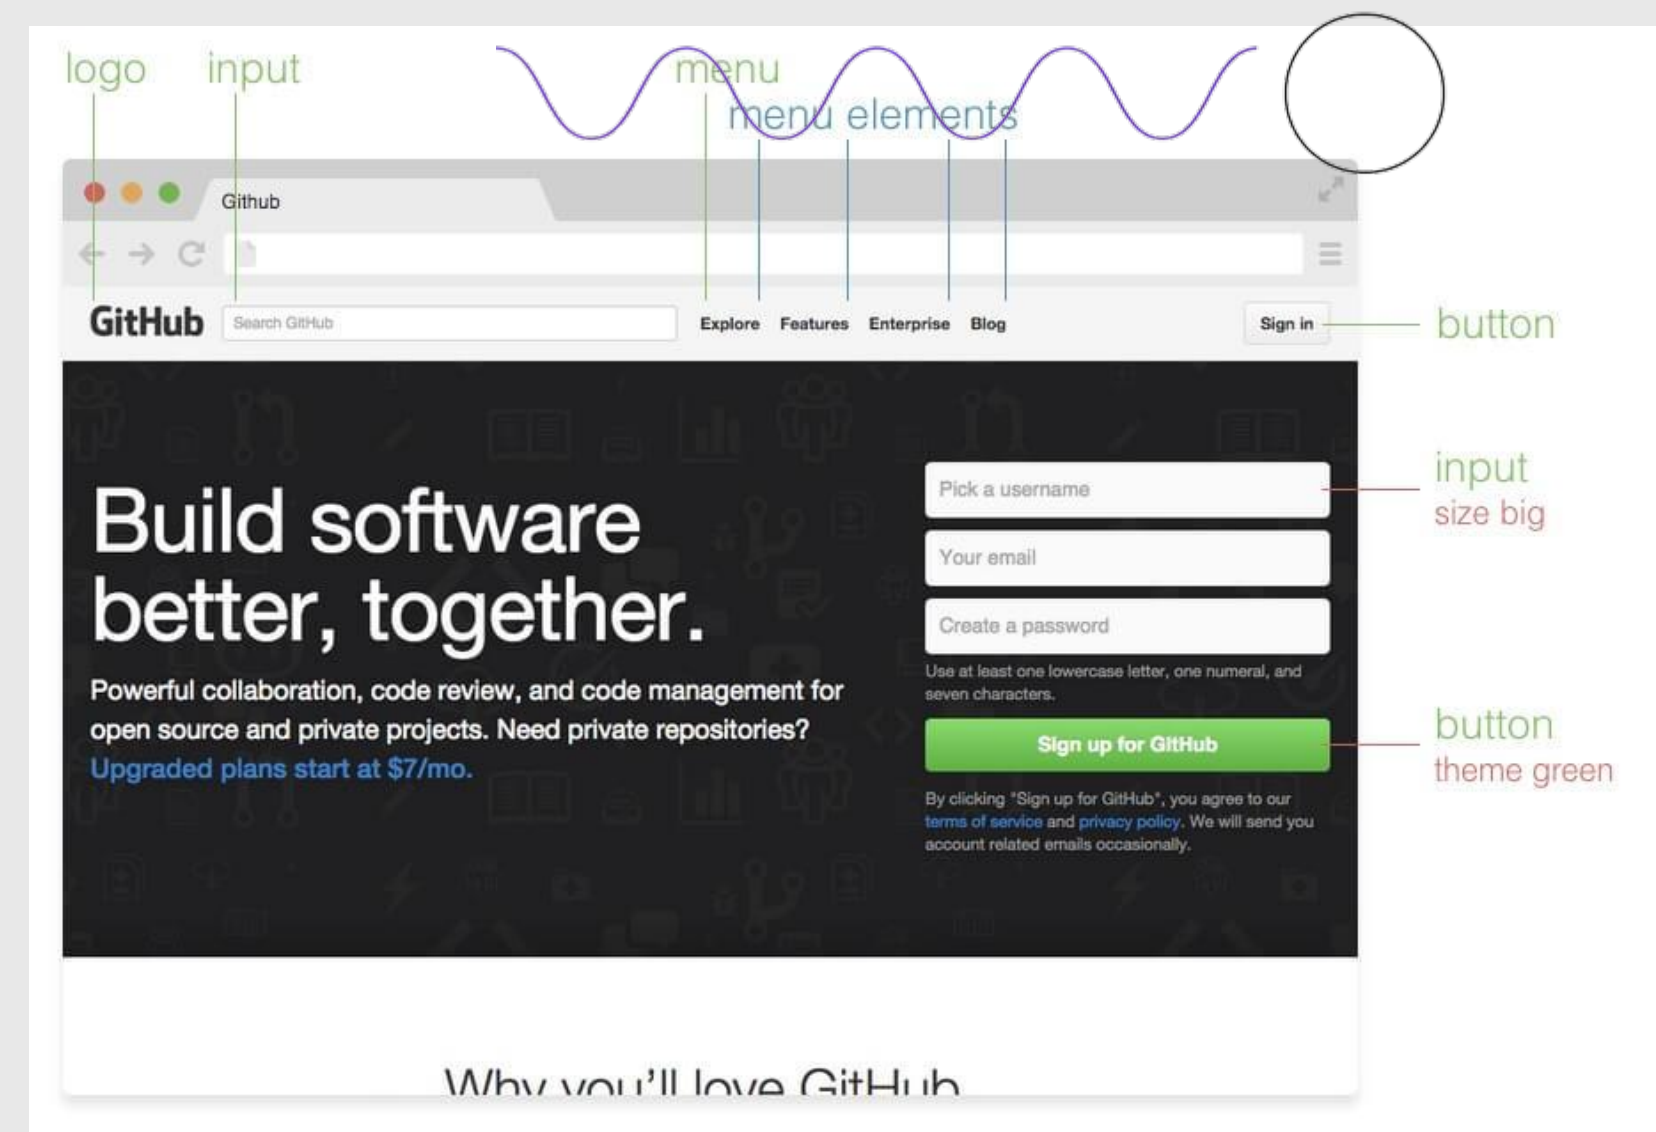 logo input menu
menu elements
Github
GitHub Search GitHub Explore Features Enterprise Blog Sign in
button
Build software
better, together.
Powerful collaboration, code review, and code management for
open source and private projects. Need private repositories?
Upgraded plans start at $7/mo.
Pick a username
input
size big
Your email
Create a password
Use at least one lowercase letter, one numeral, and
seven characters.
Sign up for GitHub
button
theme green
By clicking "Sign up for GitHub", you agree to our
terms of service and privacy policy. We will send you
account related emails occasionally.
Why you'll love GitHub